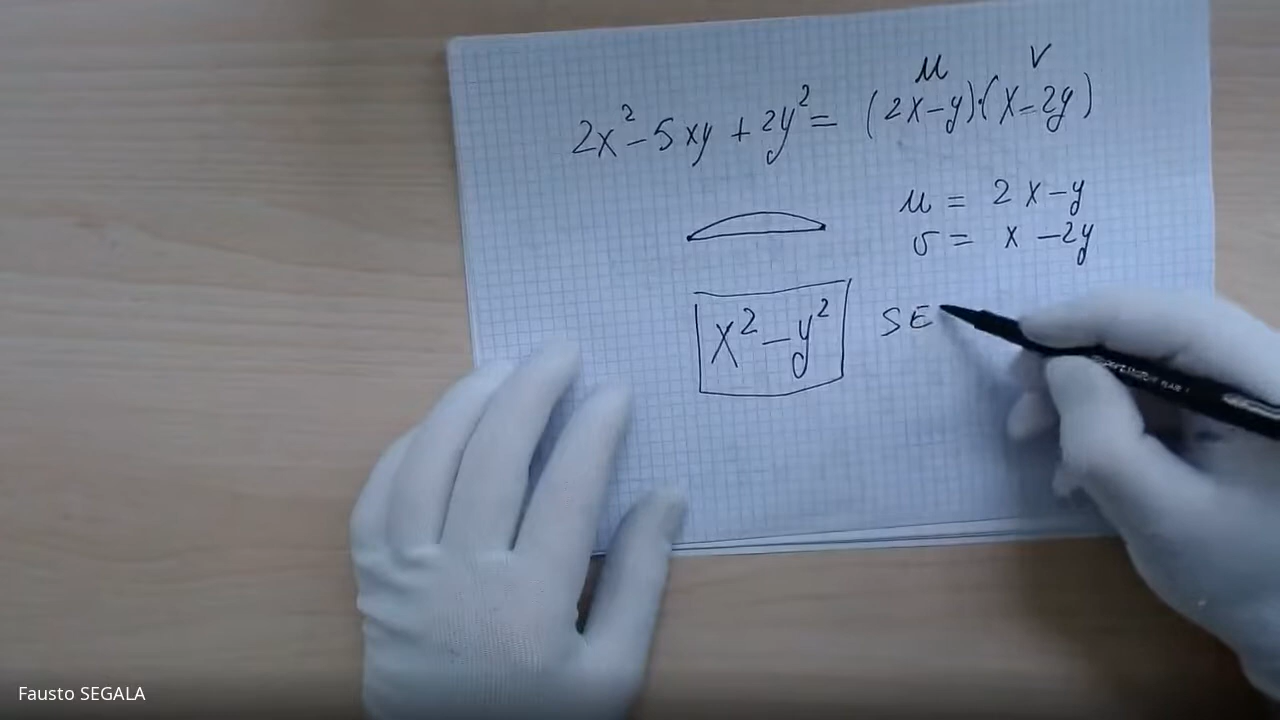 μ v
2x²-5xy+2y²= (2x-y)·(x-2y)
μ = 2x-y
v = x-2y
x²-y² SE
Fausto SEGALA